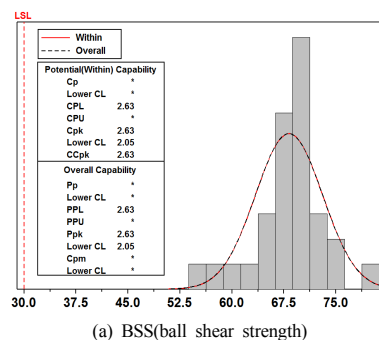 LSL
Within
Overall
Potential(Within) Capability
Cp *
Lower CL *
CPL 2.63
CPU *
Cpk 2.63
Lower CL 2.05
CCpk 2.63
Overall Capability
Pp *
Lower CL *
PPL 2.63
PPU *
Ppk 2.63
Lower CL 2.05
Cpm *
Lower CL *
30.0 37.5 45.0 52.5 60.0 67.5 75.0
(a) BSS(ball shear strength)